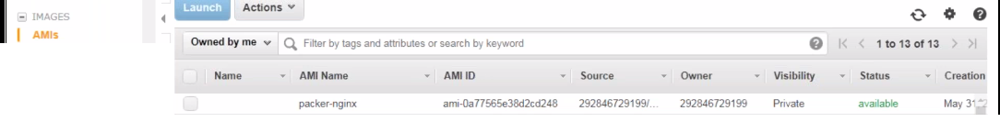 Launch Actions
IMAGES
AMIs
Owned by me Filter by tags and attributes or search by keyword 1 to 13 of 13
Name AMI Name AMI ID Source Owner Visibility Status Creation
packer-nginx ami-0a77565e38d2cd248 292846729199/... 292846729199 Private available May 31